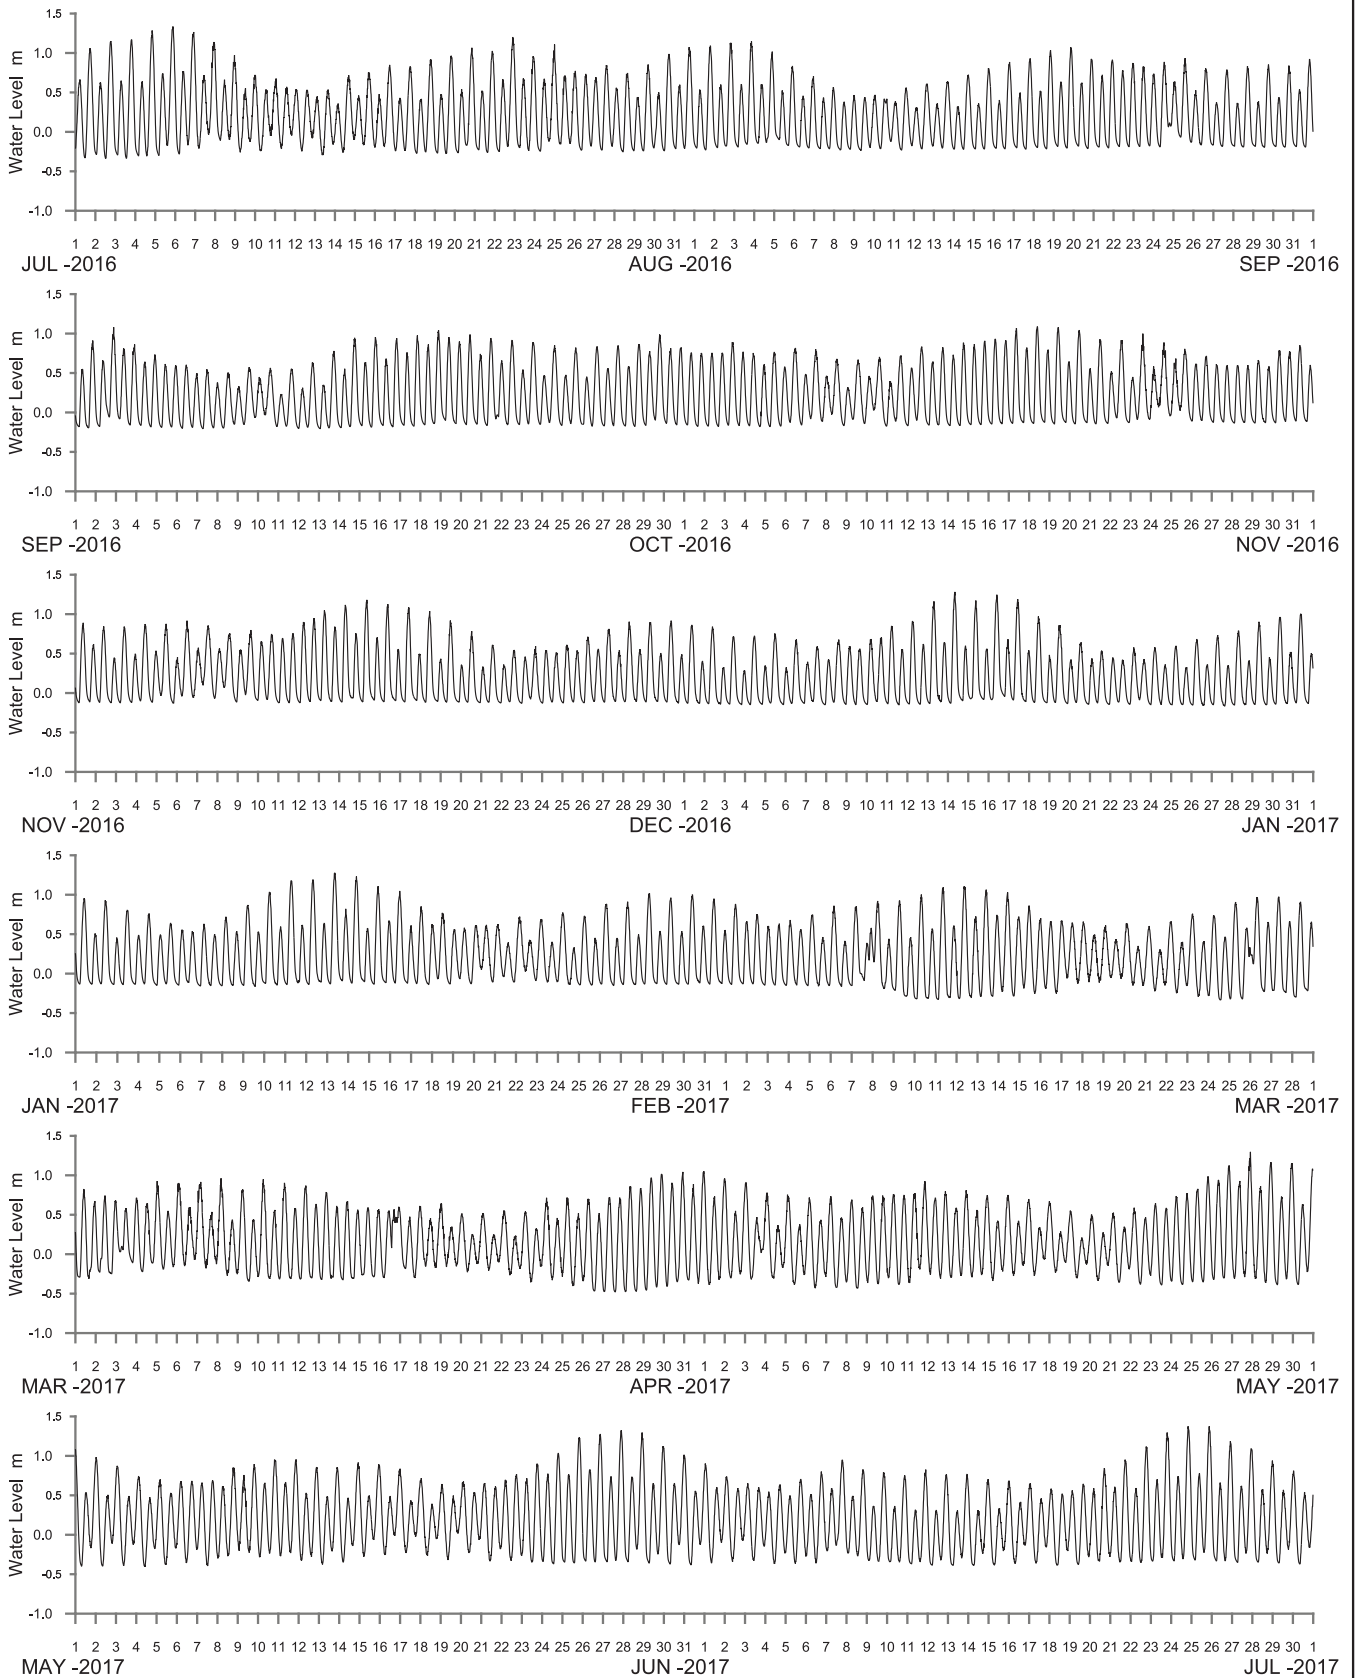 Water Level m
1.5
1.0
0.5
0.0
-0.5
-1.0
1 2 3 4 5 6 7 8 9 10 11 12 13 14 15 16 17 18 19 20 21 22 23 24 25 26 27 28 29 30 31 1 2 3 4 5 6 7 8 9 10 11 12 13 14 15 16 17 18 19 20 21 22 23 24 25 26 27 28 29 30 31 1
JUL -2016 AUG -2016 SEP -2016
Water Level m
1.5
1.0
0.5
0.0
-0.5
-1.0
1 2 3 4 5 6 7 8 9 10 11 12 13 14 15 16 17 18 19 20 21 22 23 24 25 26 27 28 29 30 1 2 3 4 5 6 7 8 9 10 11 12 13 14 15 16 17 18 19 20 21 22 23 24 25 26 27 28 29 30 31 1
SEP -2016 OCT -2016 NOV -2016
Water Level m
1.5
1.0
0.5
0.0
-0.5
-1.0
1 2 3 4 5 6 7 8 9 10 11 12 13 14 15 16 17 18 19 20 21 22 23 24 25 26 27 28 29 30 1 2 3 4 5 6 7 8 9 10 11 12 13 14 15 16 17 18 19 20 21 22 23 24 25 26 27 28 29 30 31 1
NOV -2016 DEC -2016 JAN -2017
Water Level m
1.5
1.0
0.5
0.0
-0.5
-1.0
1 2 3 4 5 6 7 8 9 10 11 12 13 14 15 16 17 18 19 20 21 22 23 24 25 26 27 28 29 30 31 1 2 3 4 5 6 7 8 9 10 11 12 13 14 15 16 17 18 19 20 21 22 23 24 25 26 27 28 1
JAN -2017 FEB -2017 MAR -2017
Water Level m
1.5
1.0
0.5
0.0
-0.5
-1.0
1 2 3 4 5 6 7 8 9 10 11 12 13 14 15 16 17 18 19 20 21 22 23 24 25 26 27 28 29 30 31 1 2 3 4 5 6 7 8 9 10 11 12 13 14 15 16 17 18 19 20 21 22 23 24 25 26 27 28 29 30 1
MAR -2017 APR -2017 MAY -2017
Water Level m
1.5
1.0
0.5
0.0
-0.5
-1.0
1 2 3 4 5 6 7 8 9 10 11 12 13 14 15 16 17 18 19 20 21 22 23 24 25 26 27 28 29 30 31 1 2 3 4 5 6 7 8 9 10 11 12 13 14 15 16 17 18 19 20 21 22 23 24 25 26 27 28 29 30 1
MAY -2017 JUN -2017 JUL -2017